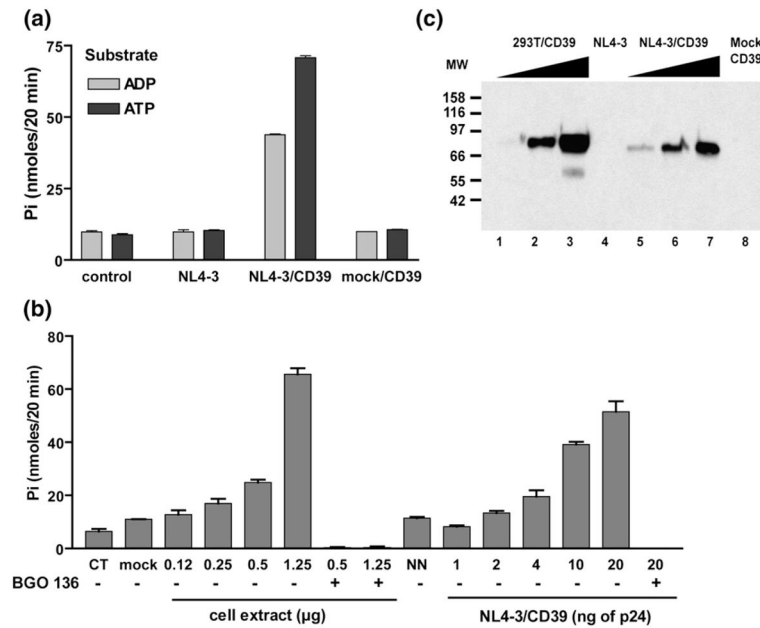 (a)
75
50
25
0
Pi (nmoles/20 min)
Substrate
ADP
ATP
control NL4-3 NL4-3/CD39 mock/CD39
(c)
293T/CD39 NL4-3 NL4-3/CD39 Mock CD39
MW
158
116
97
66
55
42
1 2 3 4 5 6 7 8
(b)
80
60
40
20
0
Pi (nmoles/20 min)
CT mock 0.12 0.25 0.5 1.25 0.5 1.25 NN 1 2 4 10 20 20
BGO 136 - - - - - - + + - - - - - - +
cell extract (µg) NL4-3/CD39 (ng of p24)